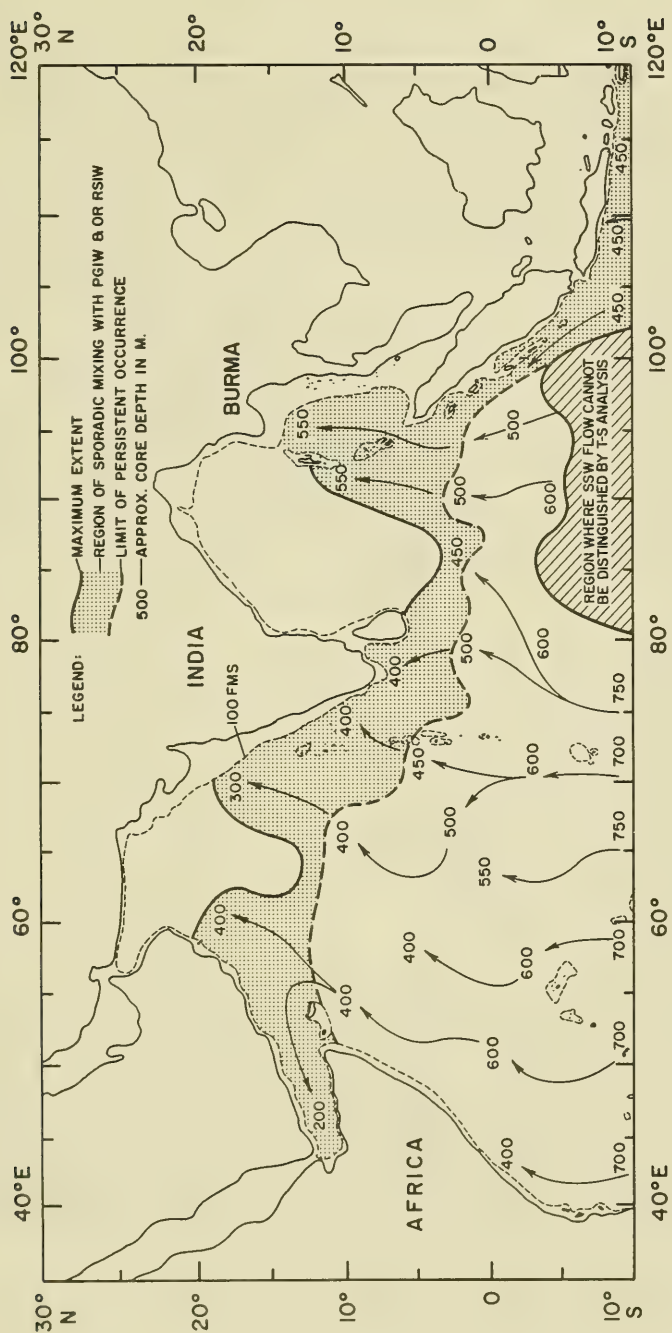 40°E 60° 80° 100° 120°E
30° N
30° N
LEGEND:
MAXIMUM EXTENT
REGION OF SPORADIC MIXING WITH PGIW & OR RSIW
LIMIT OF PERSISTENT OCCURRENCE
500 — APPROX. CORE DEPTH IN M.
INDIA
BURMA
100 FMS
20°
20°
400
300
550
550
200
10°
400
400
400
10°
400
AFRICA
400
450
500
500
450
500
0
600
550
0
400
600
600
600
600
500
REGION WHERE SSW FLOW CANNOT
BE DISTINGUISHED BY T-S ANALYSIS
10° S
700
700
700
750
700
750
450
450
450
10° S
40°E 60° 80° 100° 120°E